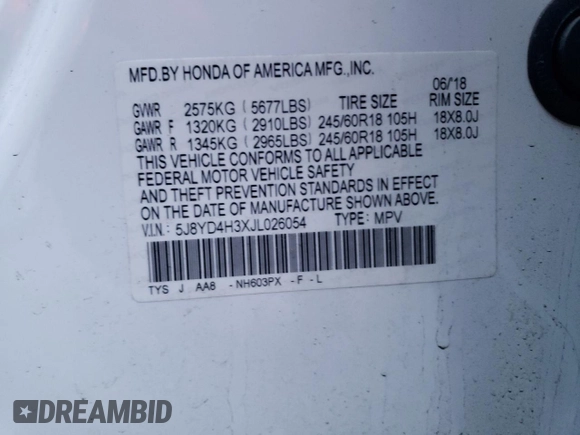 MFD.BY HONDA OF AMERICA MFG.,INC.
06/'18
GVWR 2575KG (5677LBS) TIRE SIZE RIM SIZE
GAWR F 1320KG (2910LBS) 245/60R18 105H 18X8.0J
GAWR R 1345KG (2965LBS) 245/60R18 105H 18X8.0J
THIS VEHICLE CONFORMS TO ALL APPLICABLE
FEDERAL MOTOR VEHICLE SAFETY
AND THEFT PREVENTION STANDARDS IN EFFECT
ON THE DATE OF MANUFACTURE SHOWN ABOVE.
V.I.N.: 5J8YD4H3XJL026054 TYPE: MPV
TYS J AA8 -NH603PX -F -L
DREAMBID